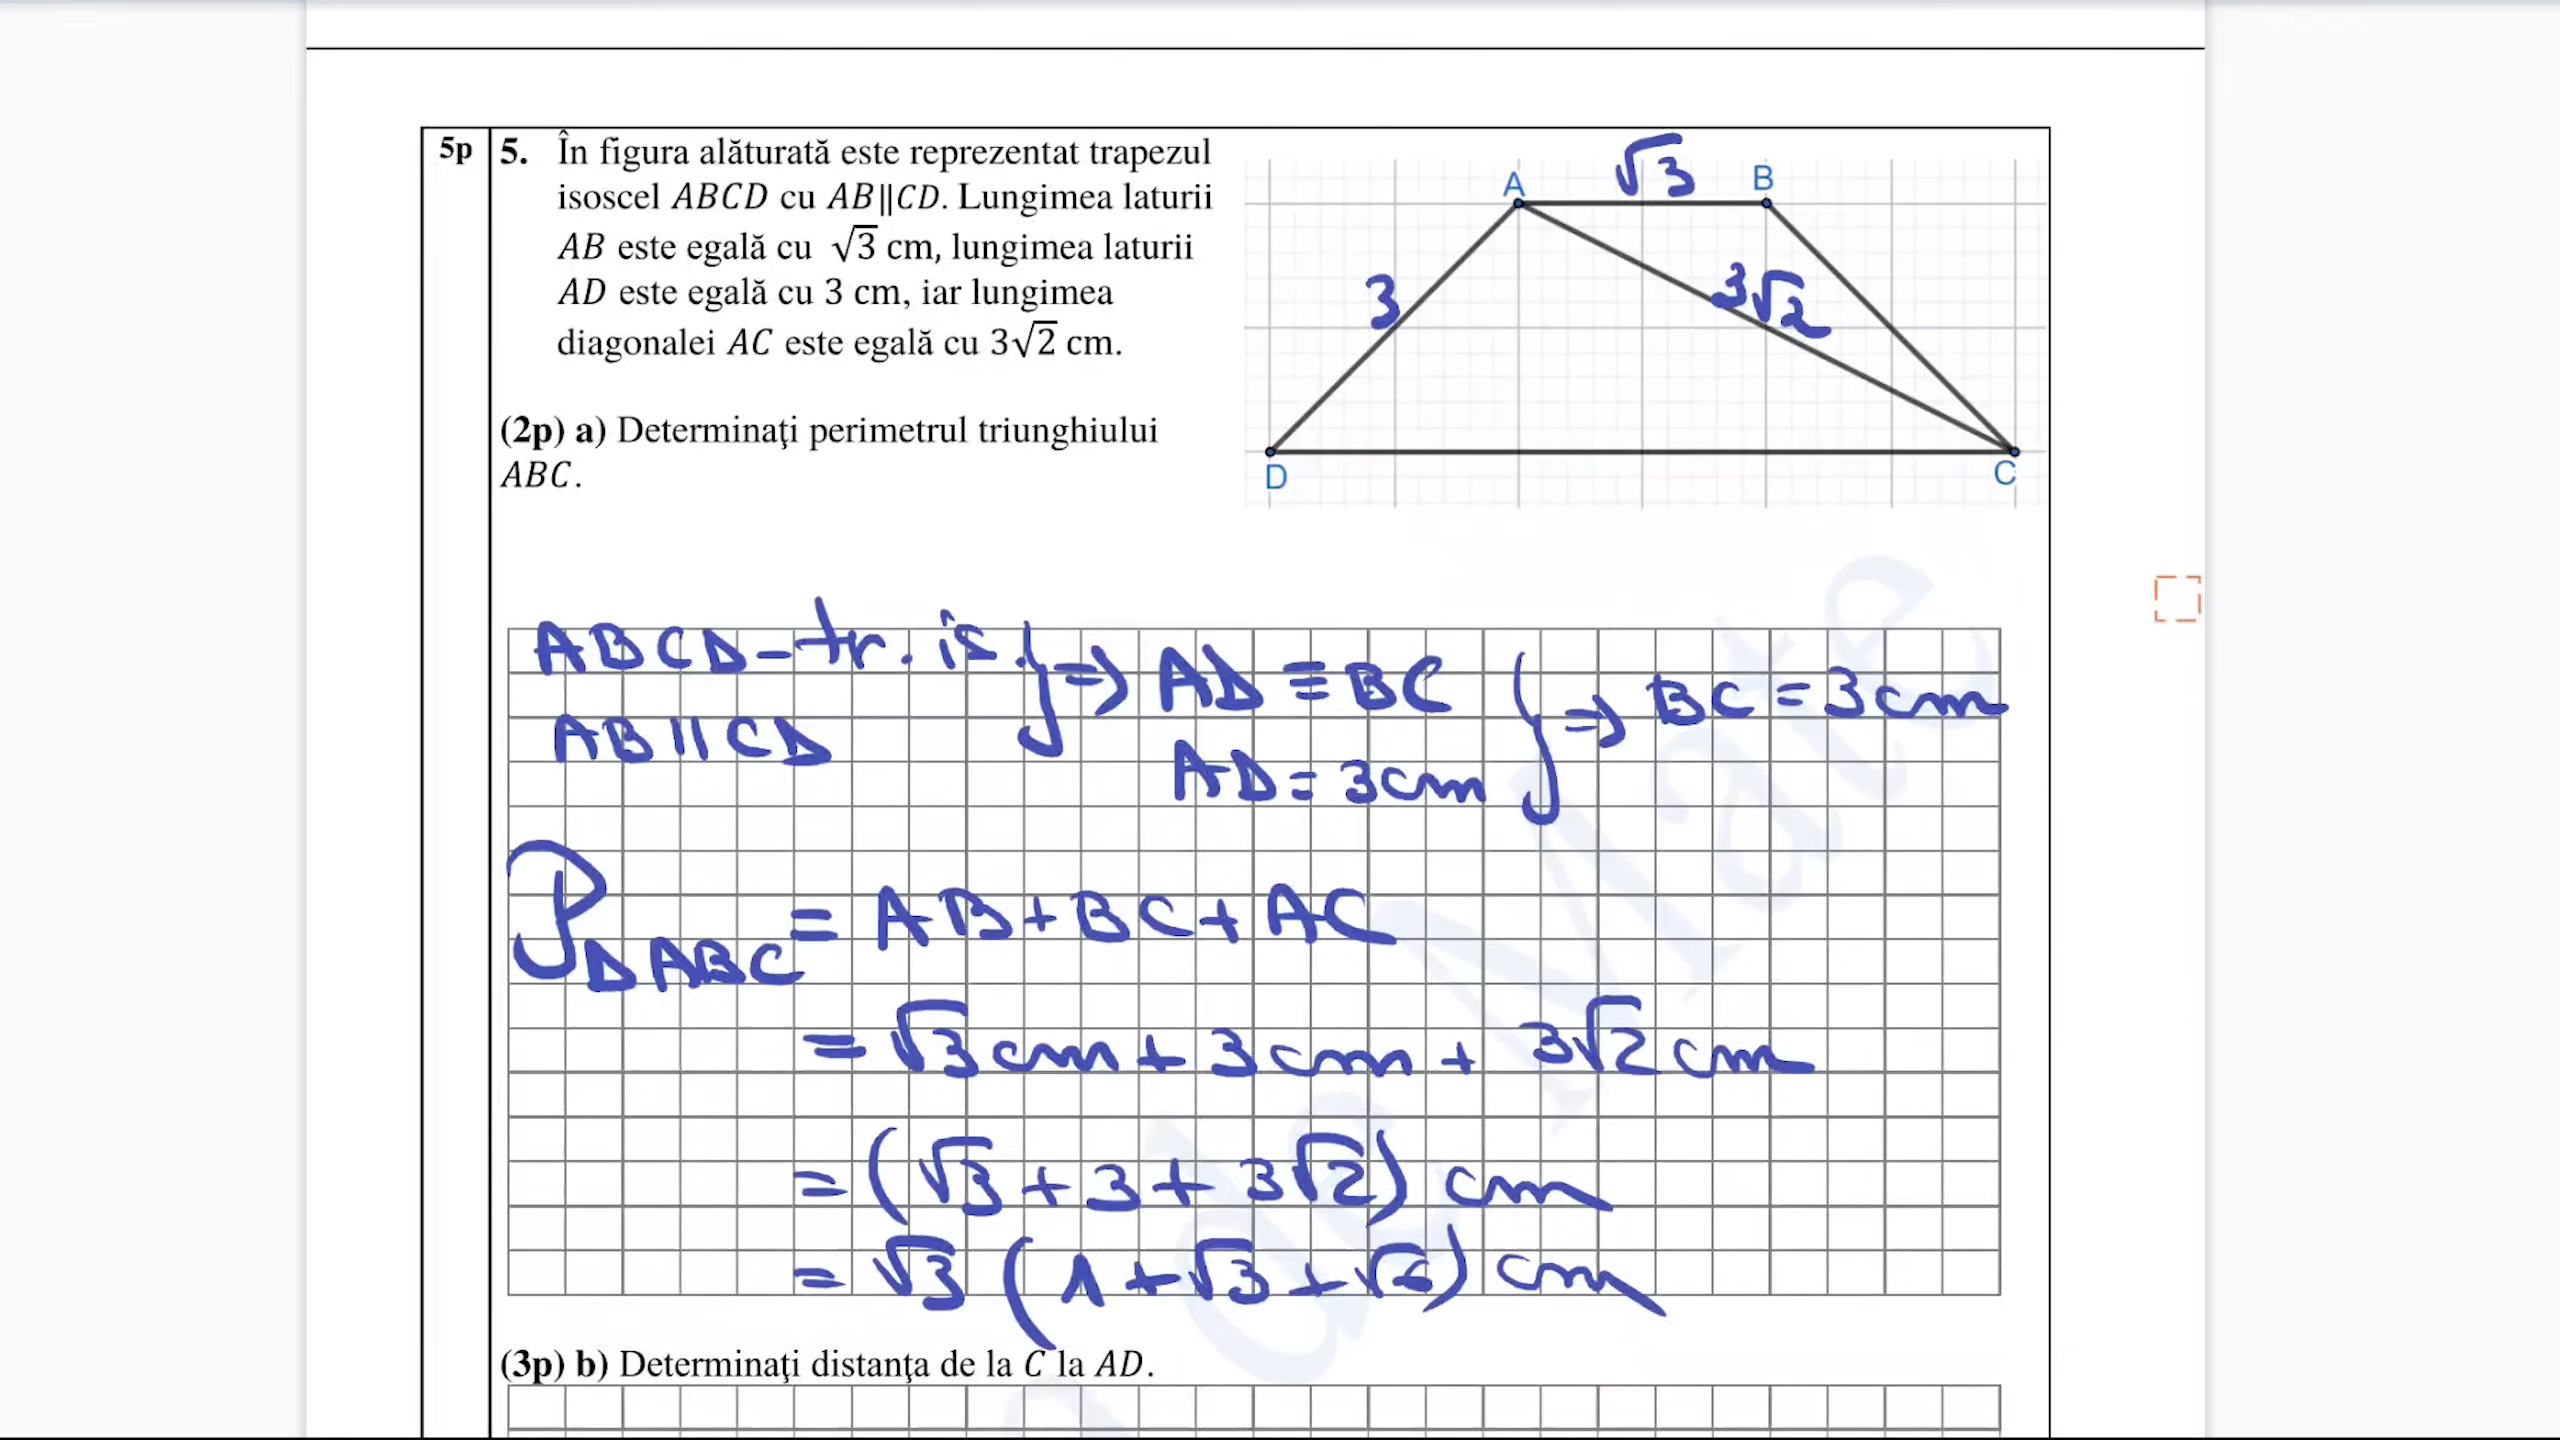 5p 5. În figura alăturată este reprezentat trapezul
isoscel ABCD cu AB∥CD. Lungimea laturii
AB este egală cu √3 cm, lungimea laturii
AD este egală cu 3 cm, iar lungimea
diagonalei AC este egală cu 3√2 cm.
A √3 B
3 3√2
D C
(2p) a) Determinaţi perimetrul triunghiului
ABC.
ABCD - tr. is. } ⇒ AD ≡ BC } ⇒ BC = 3cm
AB ∥ CD AD = 3cm
PΔABC = AB + BC + AC
= √3 cm + 3 cm + 3√2 cm
= (√3 + 3 + 3√2) cm
= √3 (1 + √3 + √6) cm
(3p) b) Determinaţi distanţa de la C la AD.
de Mate